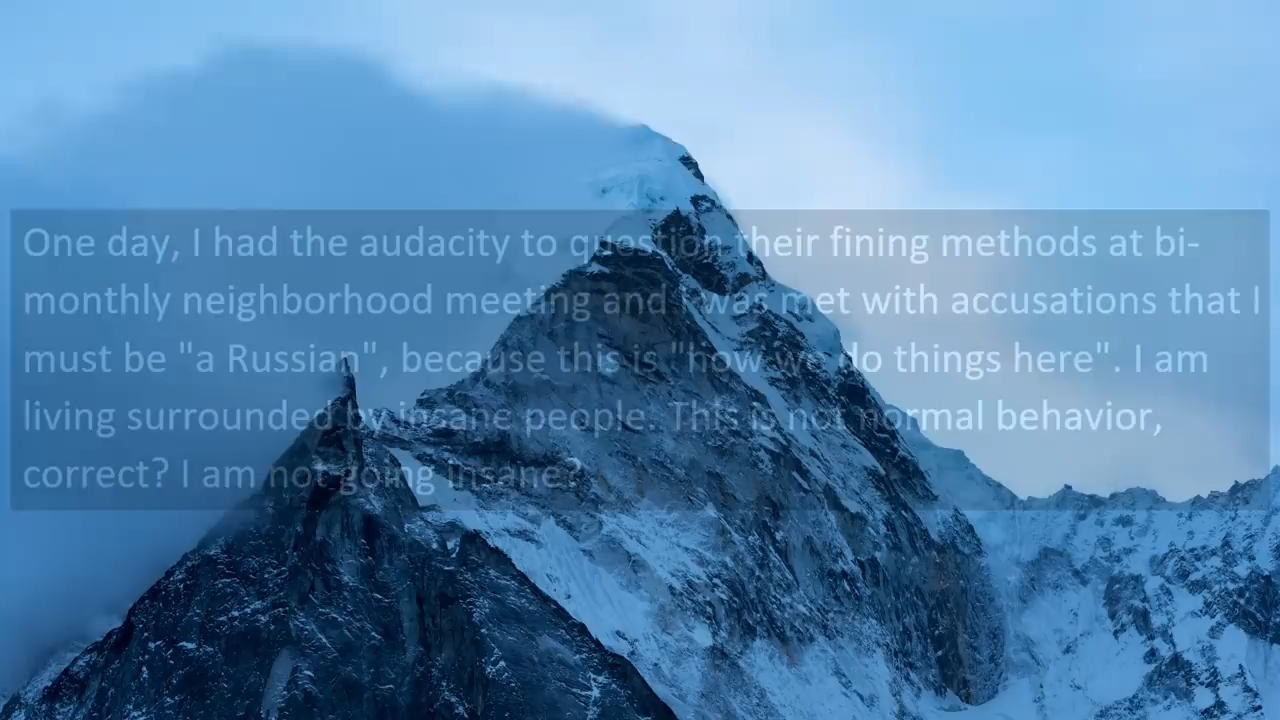 One day, I had the audacity to question their fining methods at bi-
monthly neighborhood meeting and I was met with accusations that I
must be "a Russian", because this is "how we do things here". I am
living surrounded by insane people. This is not normal behavior,
correct? I am not going insane?